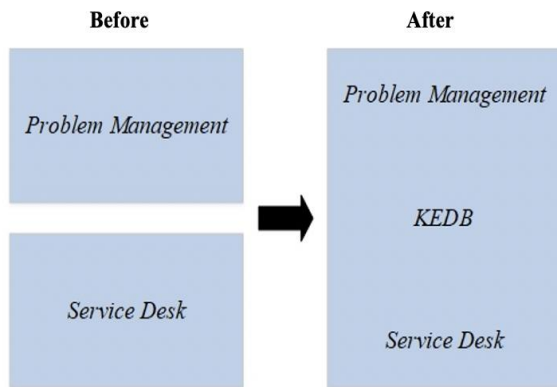 Before
After
Problem Management
Service Desk
Problem Management
KEDB
Service Desk